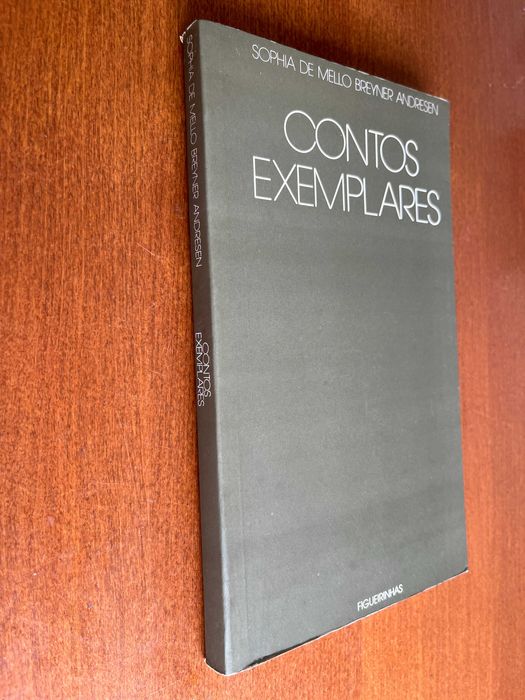 SOPHIA DE MELLO BREYNER ANDRESEN
CONTOS
EXEMPLARES
FIGUEIRINHAS
SOPHIA DE MELLO BREYNER ANDRESEN
CONTOS
EXEMPLARES